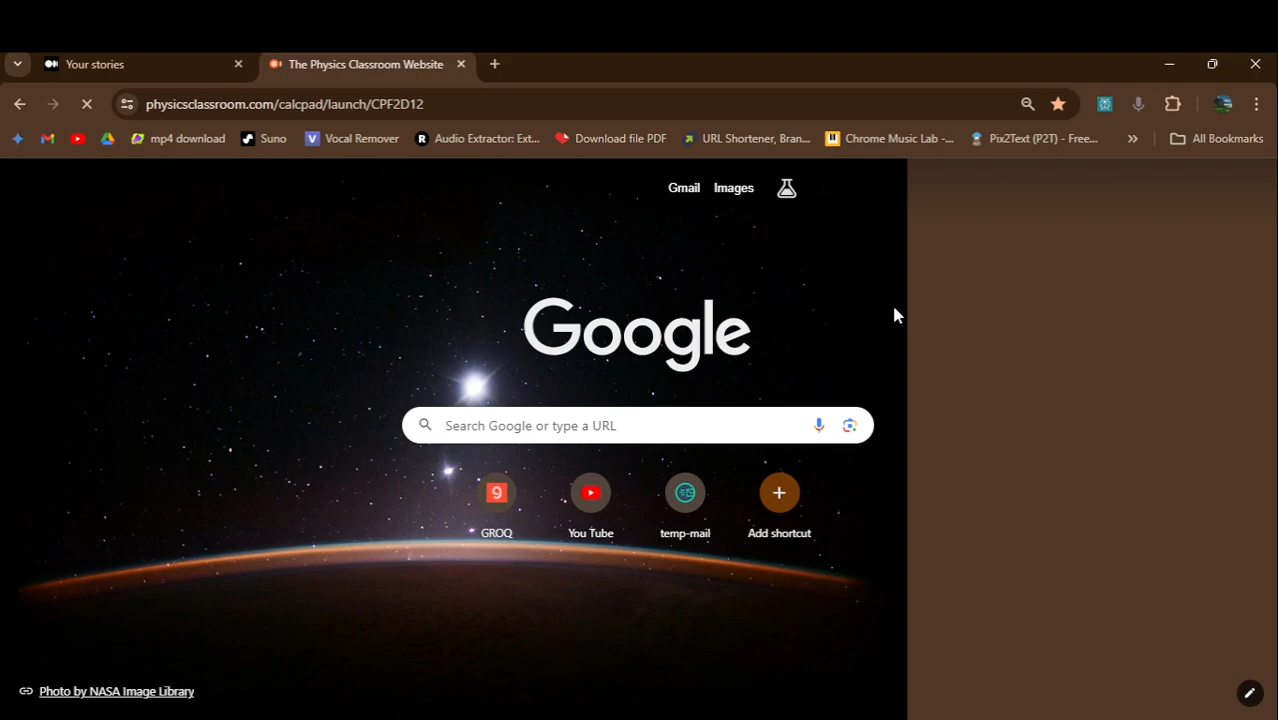 Your stories
The Physics Classroom Website
physicsclassroom.com/calcpad/launch/CPF2D12
mp4 download Suno Vocal Remover Audio Extractor: Ext... Download file PDF URL Shortener, Bran... Chrome Music Lab -... Pix2Text (P2T) - Free... » All Bookmarks
Gmail Images
Google
Search Google or type a URL
GROQ You Tube temp-mail Add shortcut
Photo by NASA Image Library